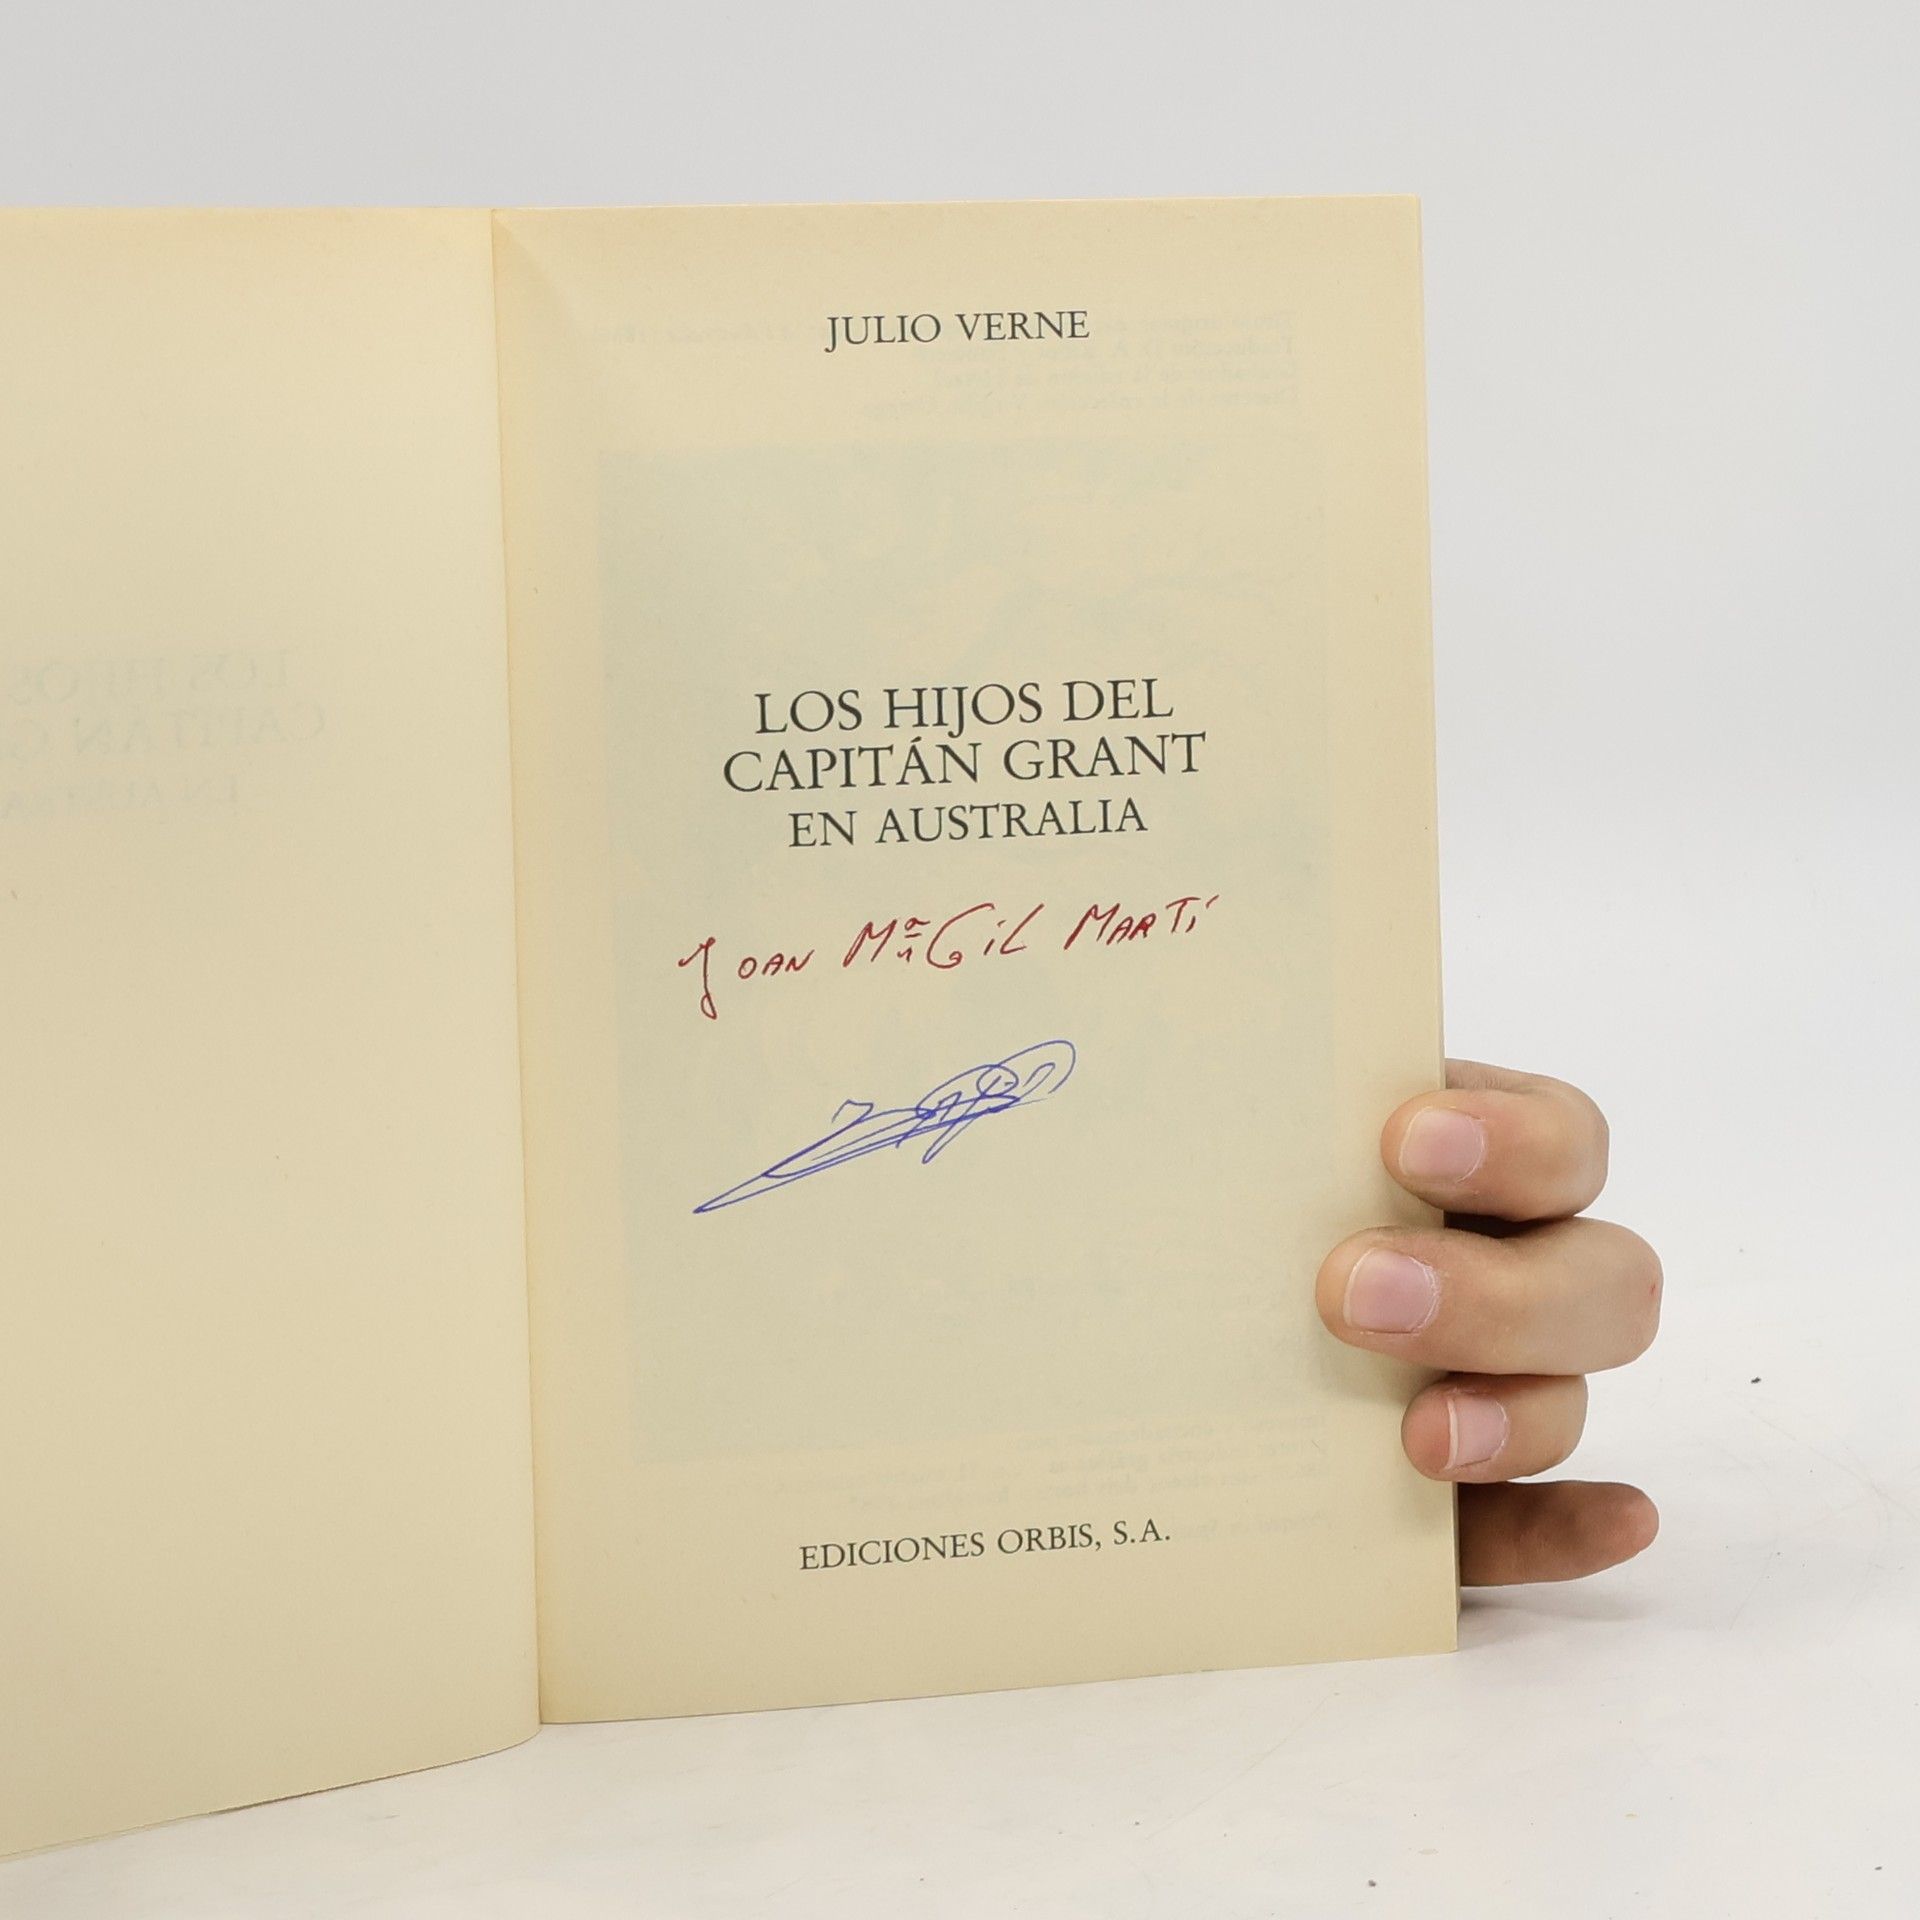 JULIO VERNE
LOS HIJOS DEL
CAPITÁN GRANT
EN AUSTRALIA
JOAN Mª GIL MARTÍ
EDICIONES ORBIS, S.A.